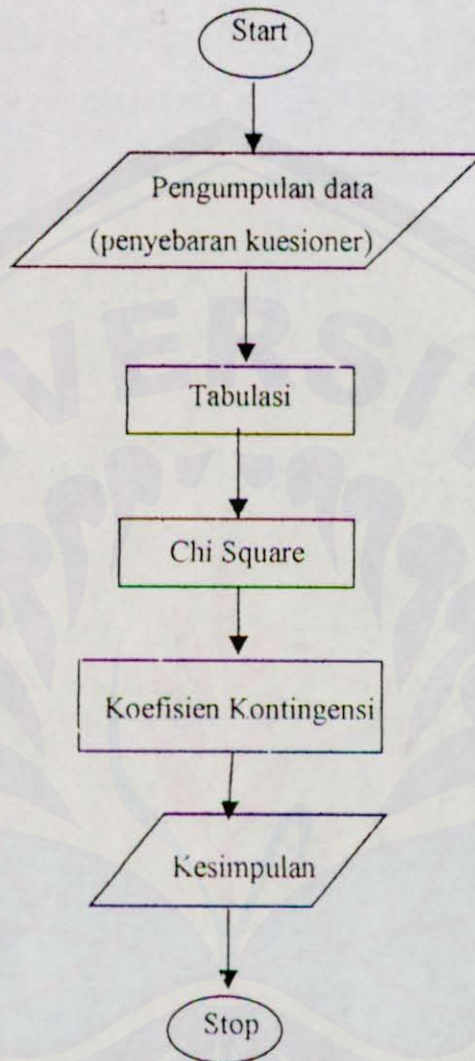 Start
Pengumpulan data
(penyebaran kuesioner)
Tabulasi
Chi Square
Koefisien Kontingensi
Kesimpulan
Stop